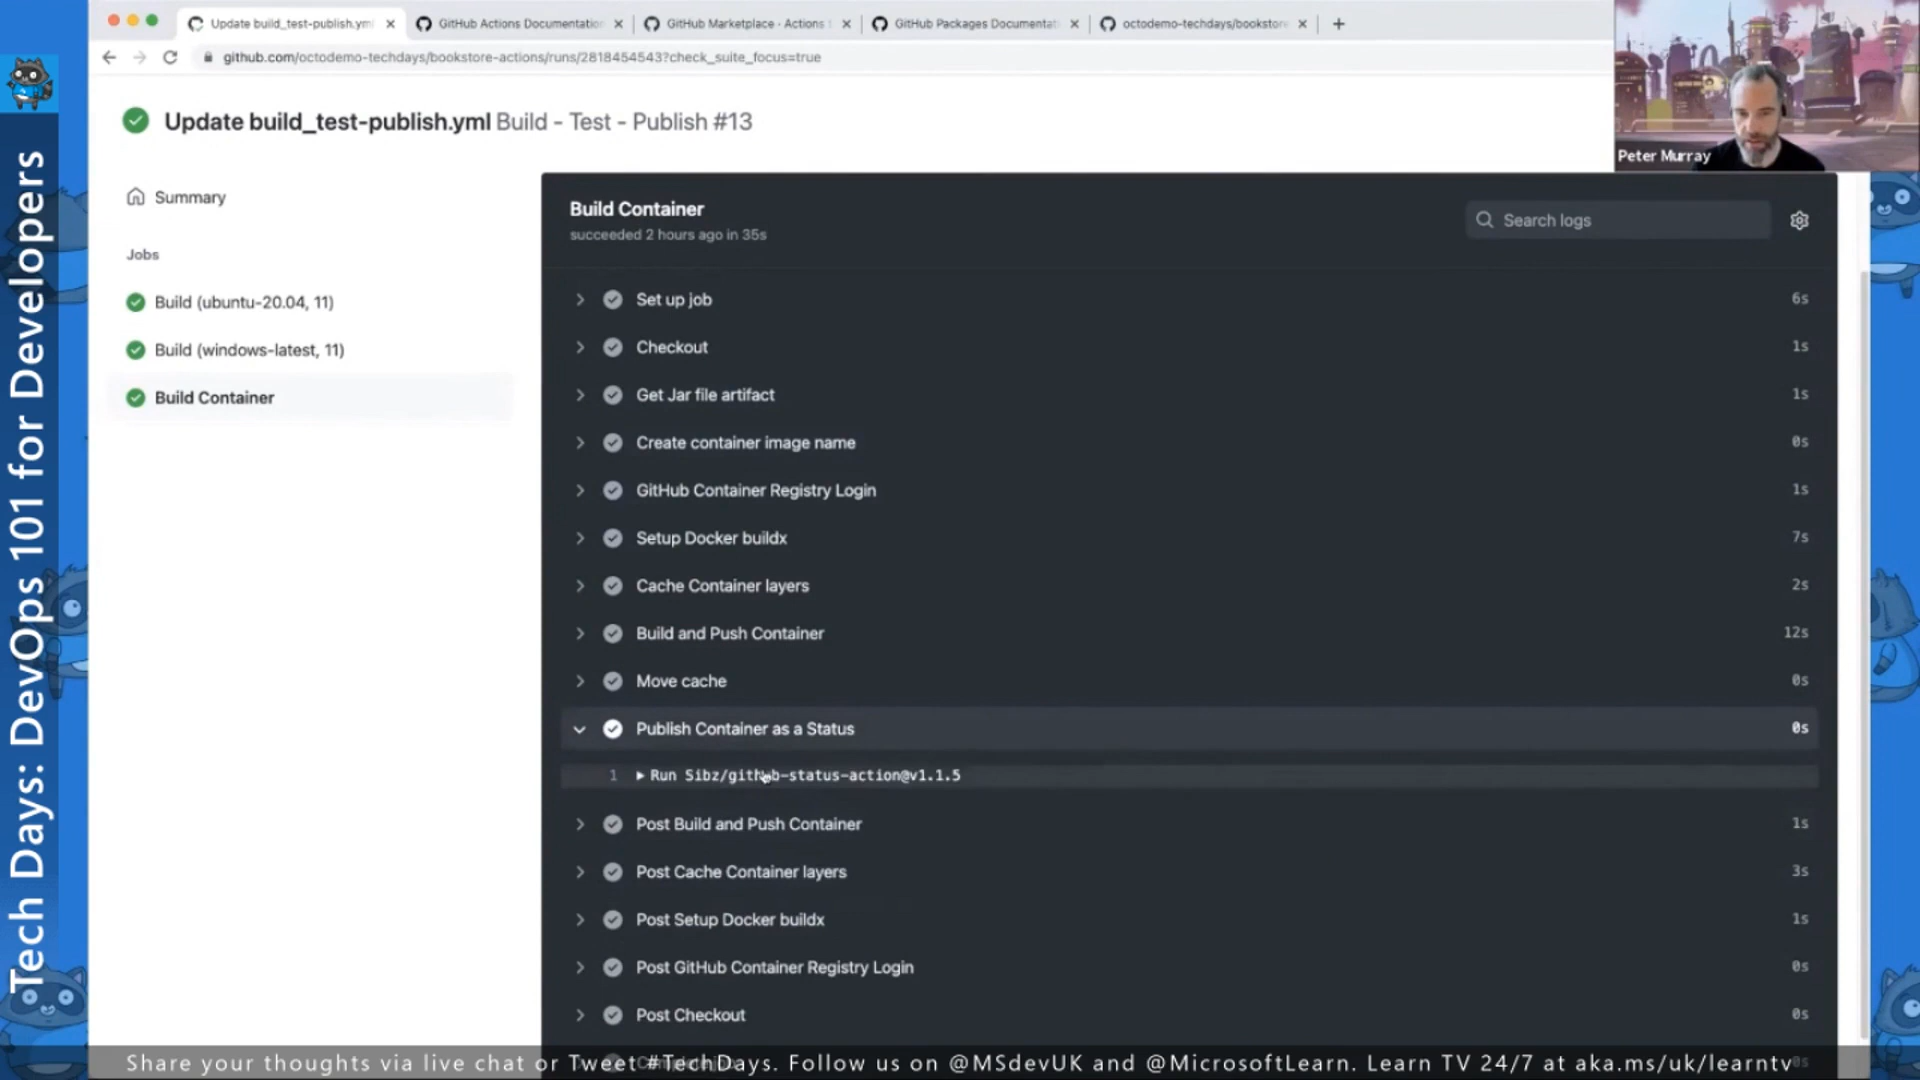 Update build_test-publish.yml
GitHub Actions Documentation
GitHub Marketplace - Actions
GitHub Packages Documentat
octodemo-techdays/bookstore
github.com/octodemo-techdays/bookstore-actions/runs/2818454543?check_suite_focus=true
Update build_test-publish.yml Build - Test - Publish #13
Peter Murray
Summary
Jobs
Build (ubuntu-20.04, 11)
Build (windows-latest, 11)
Build Container
Build Container
succeeded 2 hours ago in 35s
Search logs
Set up job 6s
Checkout 1s
Get Jar file artifact 1s
Create container image name 0s
GitHub Container Registry Login 1s
Setup Docker buildx 7s
Cache Container layers 2s
Build and Push Container 12s
Move cache 0s
Publish Container as a Status 0s
1 Run Sibz/github-status-action@v1.1.5
Post Build and Push Container 1s
Post Cache Container layers 3s
Post Setup Docker buildx 1s
Post GitHub Container Registry Login 0s
Post Checkout 0s
Tech Days: DevOps 101 for Developers
Share your thoughts via live chat or Tweet #TechDays. Follow us on @MSdevUK and @MicrosoftLearn. Learn TV 24/7 at aka.ms/uk/learntv